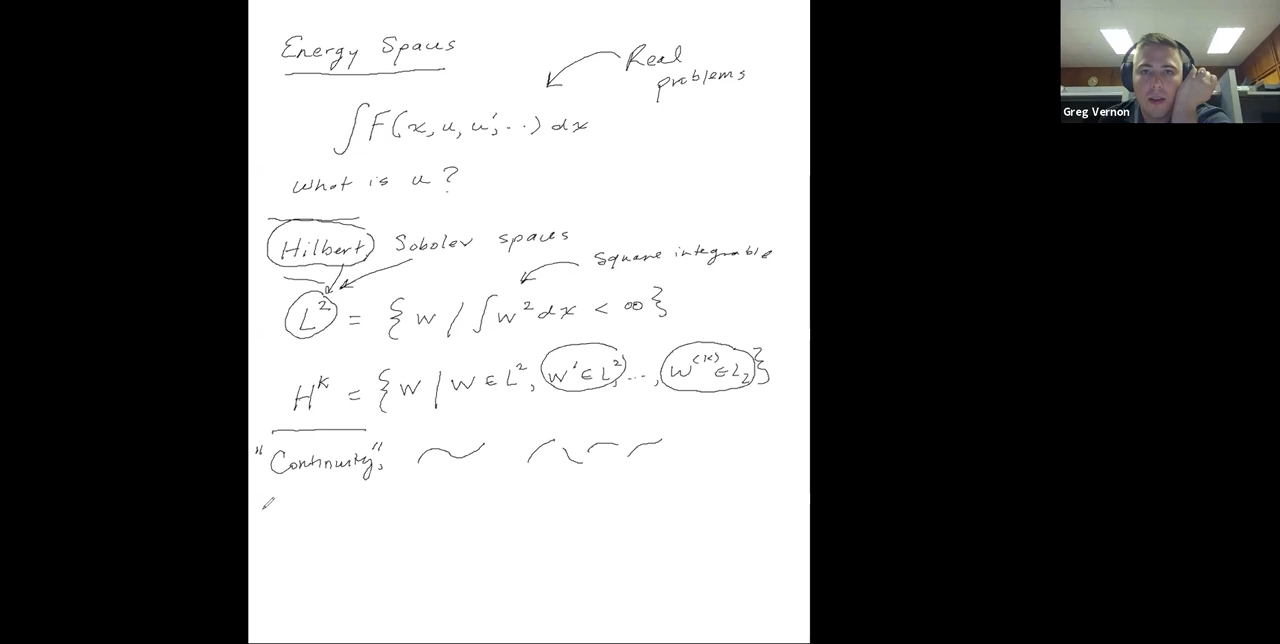 Energy Spaces
Real
problems
∫F(x, u, u', ...) dx
What is u?
Hilbert Sobolev spaces
Square integrable
L² = {w / ∫w² dx < ∞}
Hᴷ = {w / w ∈ L², w' ∈ L², ..., w⁽ᴷ⁾ ∈ L₂}
"Continuity",
Greg Vernon